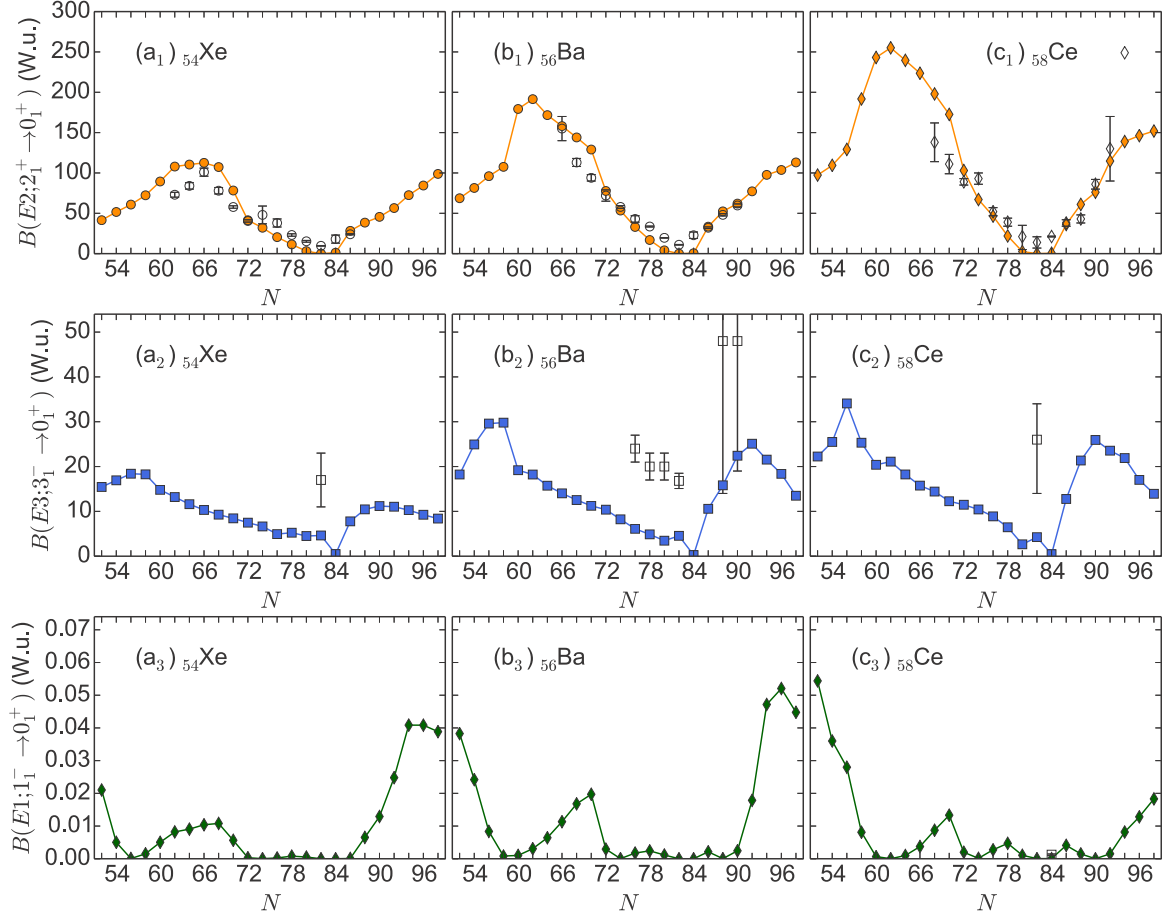 (a₁) ₅₄Xe
(b₁) ₅₆Ba
(c₁) ₅₈Ce
B(E2;2₁⁺→0₁⁺) (W.u.)
300
250
200
150
100
50
0
54 60 66 72 78 84 90 96
54 60 66 72 78 84 90 96
54 60 66 72 78 84 90 96
N
N
N
(a₂) ₅₄Xe
(b₂) ₅₆Ba
(c₂) ₅₈Ce
B(E3;3₁⁻→0₁⁺) (W.u.)
50
40
30
20
10
0
54 60 66 72 78 84 90 96
54 60 66 72 78 84 90 96
54 60 66 72 78 84 90 96
N
N
N
(a₃) ₅₄Xe
(b₃) ₅₆Ba
(c₃) ₅₈Ce
B(E1;1₁⁻→0₁⁺) (W.u.)
0.07
0.06
0.05
0.04
0.03
0.02
0.01
0.00
54 60 66 72 78 84 90 96
54 60 66 72 78 84 90 96
54 60 66 72 78 84 90 96
N
N
N